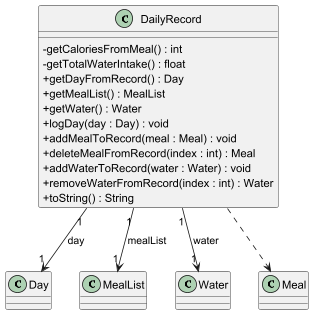 C DailyRecord
-getCaloriesFromMeal() : int
-getTotalWaterIntake() : float
+getDayFromRecord() : Day
+getMealList() : MealList
+getWater() : Water
+logDay(day : Day) : void
+addMealToRecord(meal : Meal) : void
+deleteMealFromRecord(index : int) : Meal
+addWaterToRecord(water : Water) : void
+removeWaterFromRecord(index : int) : Water
+toString() : String
1 1 1
day mealList water
1 1 1
C Day C MealList C Water C Meal